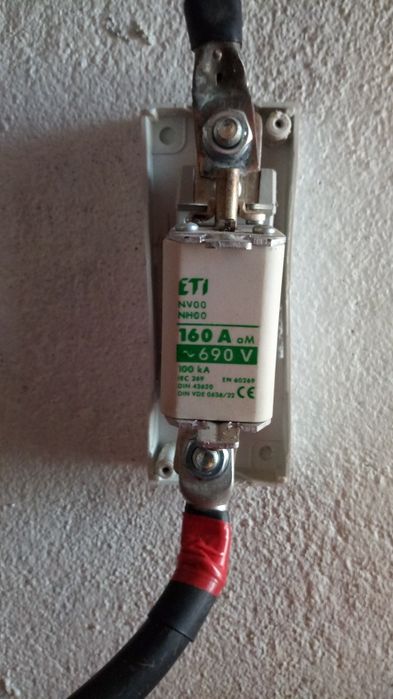 ETI
NV00
NH00
160 A aM
~690 V
100 kA
IEC 269 EN 60269
DIN 43620
DIN VDE 0636/22 CE